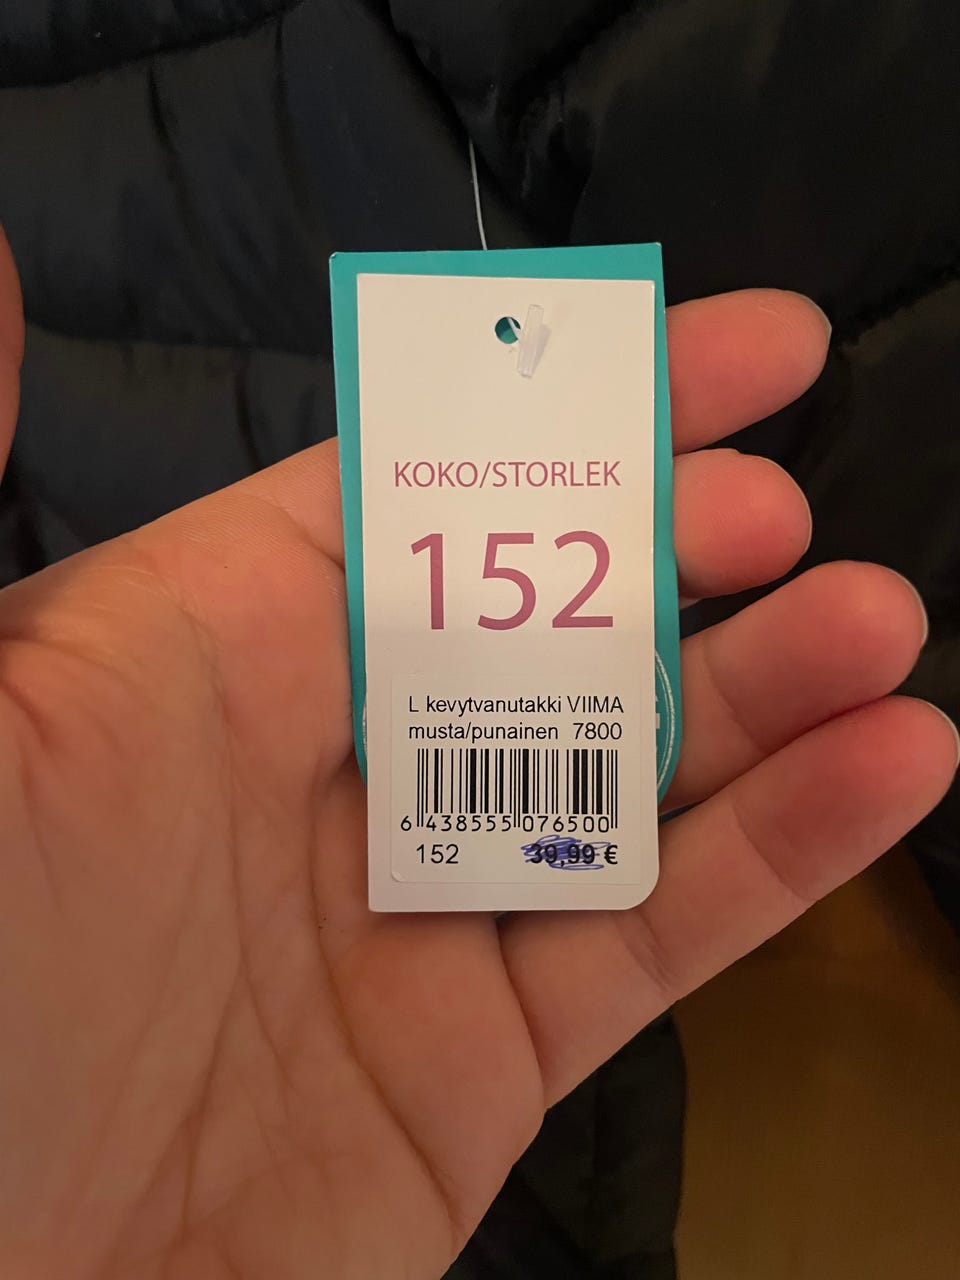 KOKO/STORLEK
152
L kevytvanutakki VIIMA
musta/punainen 7800
6 438555 076500
152 39,99 €